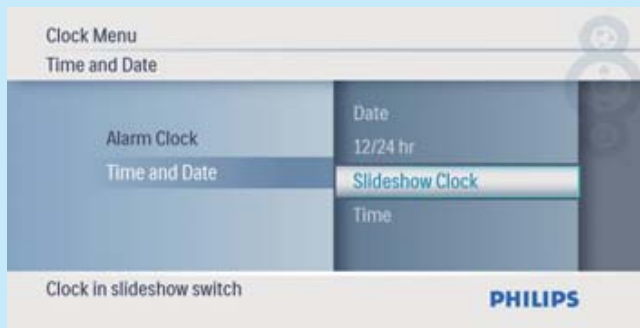 Clock Menu
Time and Date
Alarm Clock
Time and Date
Date
12/24 hr
Slideshow Clock
Time
Clock in slideshow switch
PHILIPS